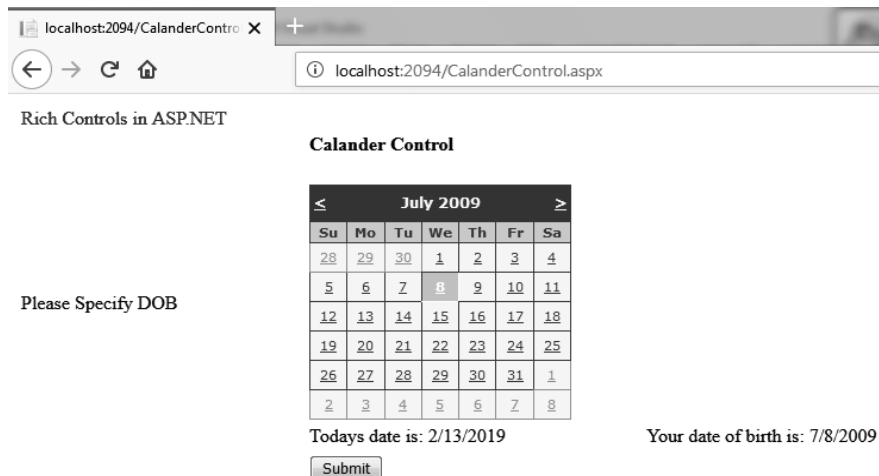 localhost:2094/CalanderContro X
localhost:2094/CalanderControl.aspx
Rich Controls in ASP.NET
Calander Control
< July 2009 >
Su Mo Tu We Th Fr Sa
28 29 30 1 2 3 4
5 6 7 8 9 10 11
Please Specify DOB
12 13 14 15 16 17 18
19 20 21 22 23 24 25
26 27 28 29 30 31 1
2 3 4 5 6 7 8
Todays date is: 2/13/2019 Your date of birth is: 7/8/2009
Submit